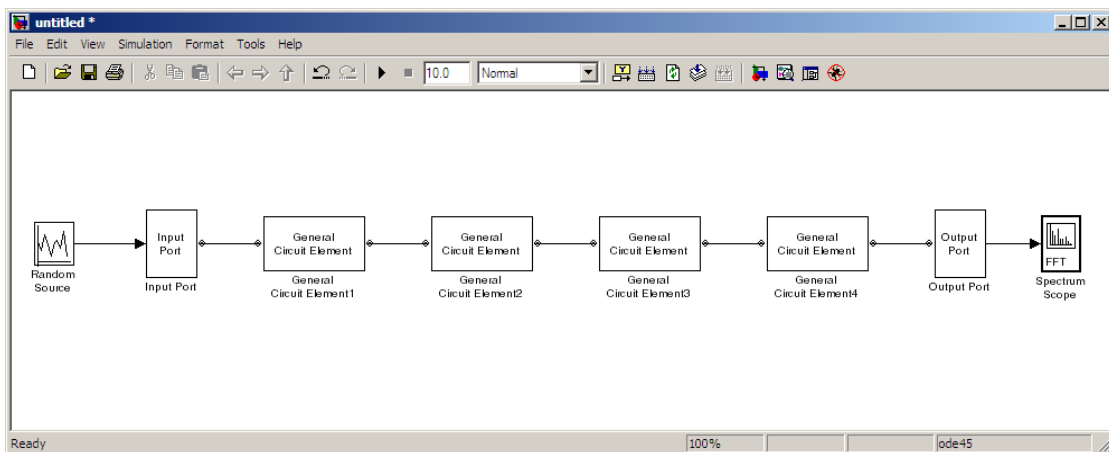 untitled *
File Edit View Simulation Format Tools Help
10.0 Normal
Random
Source
Input
Port
Input Port
General
Circuit Element
General
Circuit Element1
General
Circuit Element
General
Circuit Element2
General
Circuit Element
General
Circuit Element3
General
Circuit Element
General
Circuit Element4
Output
Port
Output Port
FFT
Spectrum
Scope
Ready 100% ode45